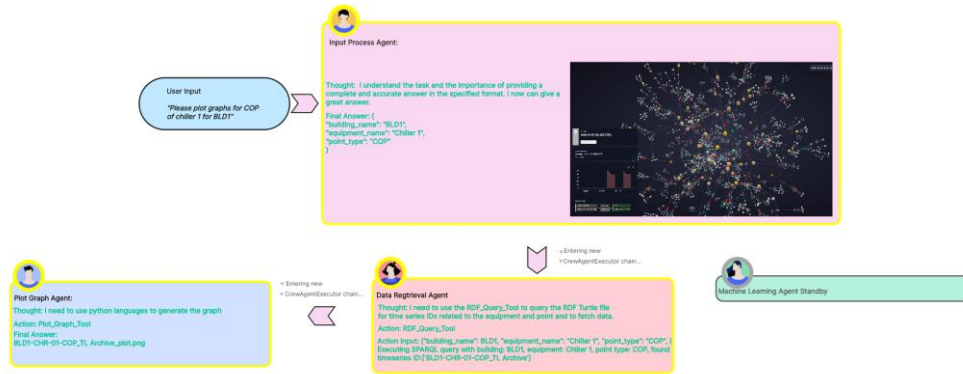 Input Process Agent:
User Input
"Please plot graphs for COP
of chiller 1 for BLD1"
Thought: I understand the task and the importance of providing a
complete and accurate answer in the specified format. I now can give a
great answer.
Final Answer: {
"building_name": "BLD1",
"equipment_name": "Chiller 1",
"point_type": "COP"
}
Entering new
CrewAgentExecutor chain...
Plot Graph Agent:
Thought: I need to use python languages to generate the graph
Action: Plot_Graph_Tool
Final Answer:
BLD1-CHR-01-COP_TL Archive_plot.png
< Entering new
< CrewAgentExecutor chain...
Data Regtrieval Agent
Thought: I need to use the RDF_Query_Tool to query the RDF Turtle file
for time series IDs related to the equipment and point and to fetch data.
Action: RDF_Query_Tool
Action Input: {"building_name": BLD1, "equipment_name": "Chiller 1", "point_type": "COP", }
Executing SPARQL query with building: BLD1, equipment: Chiller 1, point type: COP, found
timeseries ID:['BLD1-CHR-01-COP_TL Archive']
Machine Learning Agent Standby